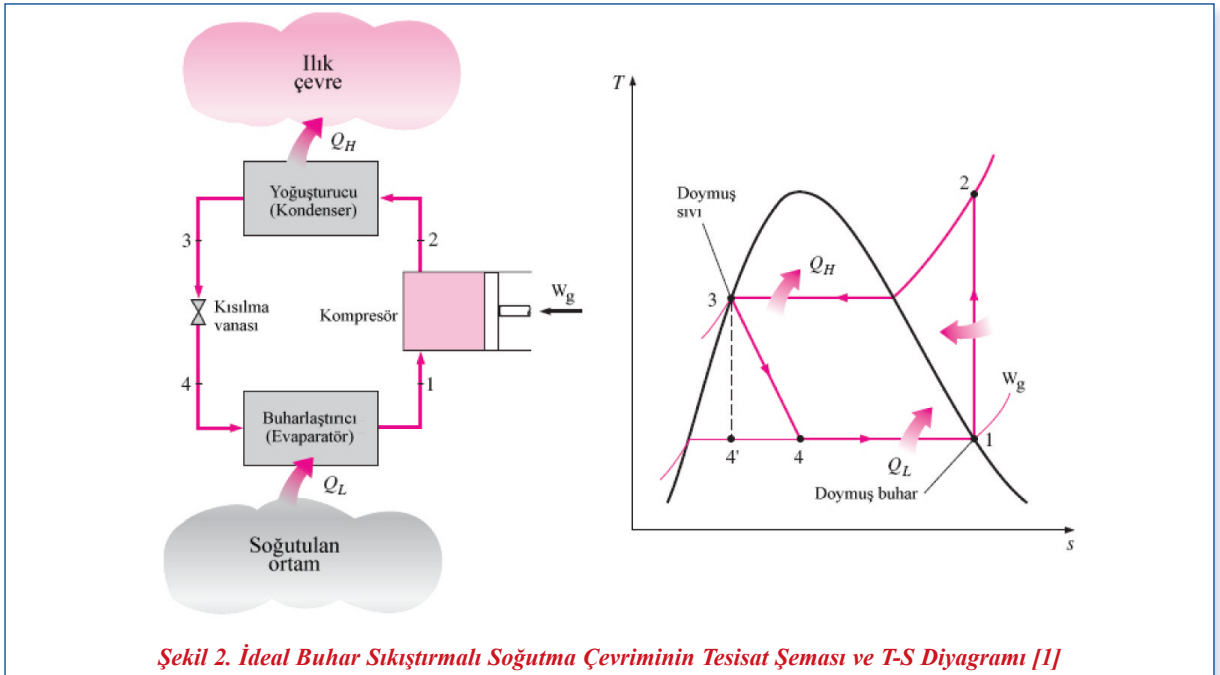 Ilık
çevre
Q_H
Yoğuşturucu
(Kondenser)
3
2
Kısılma
vanası
Kompresör
W_g
4
1
Buharlaştırıcı
(Evaparatör)
Q_L
Soğutulan
ortam
T
Doymuş
sıvı
2
Q_H
3
W_g
4'
4
1
Q_L
Doymuş buhar
s
Şekil 2. İdeal Buhar Sıkıştırmalı Soğutma Çevriminin Tesisat Şeması ve T-S Diyagramı [1]